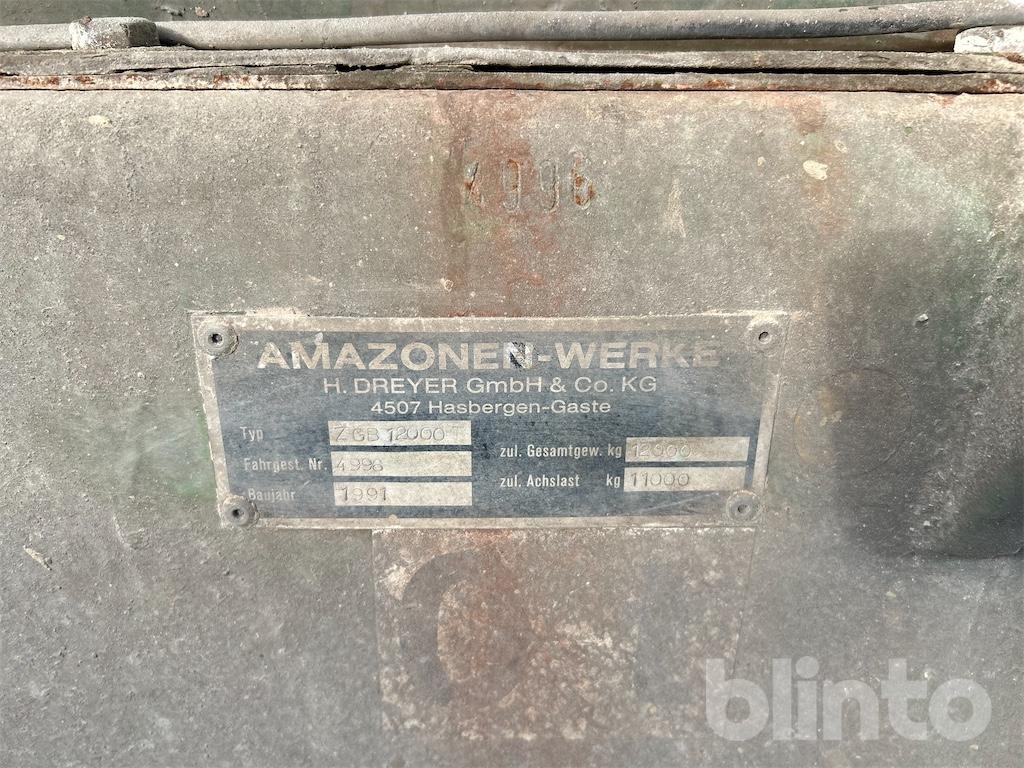 4996
AMAZONEN-WERKE
H. DREYER GmbH & Co. KG
4507 Hasbergen-Gaste
Typ ZGB 12000 zul. Gesamtgew. kg 12000
Fahrgest. Nr. 4996 zul. Achslast kg 11000
Baujahr 1991
blinto